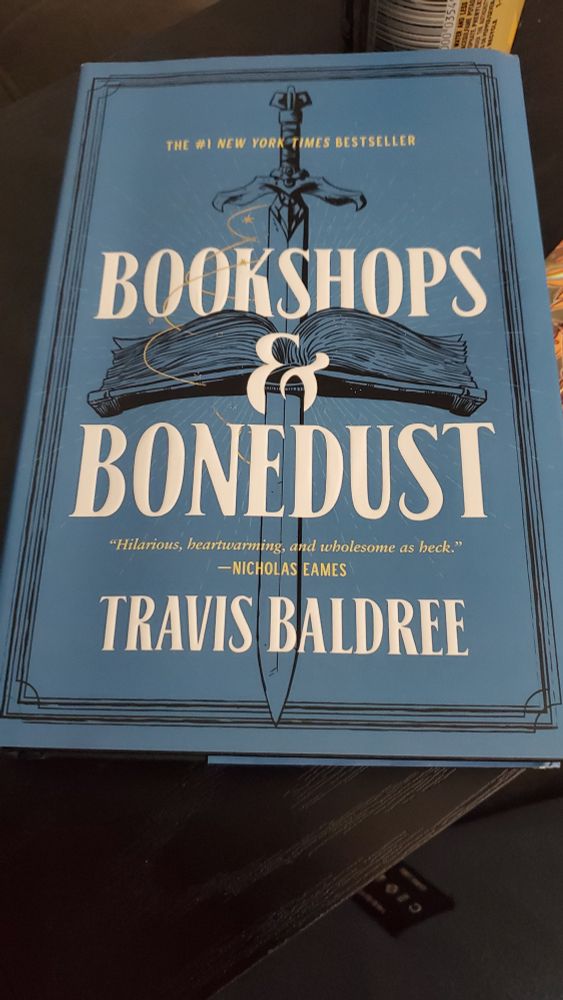 THE #1 NEW YORK TIMES BESTSELLER
BOOKSHOPS
&
BONEDUST
“Hilarious, heartwarming, and wholesome as heck.”
—NICHOLAS EAMES
TRAVIS BALDREE